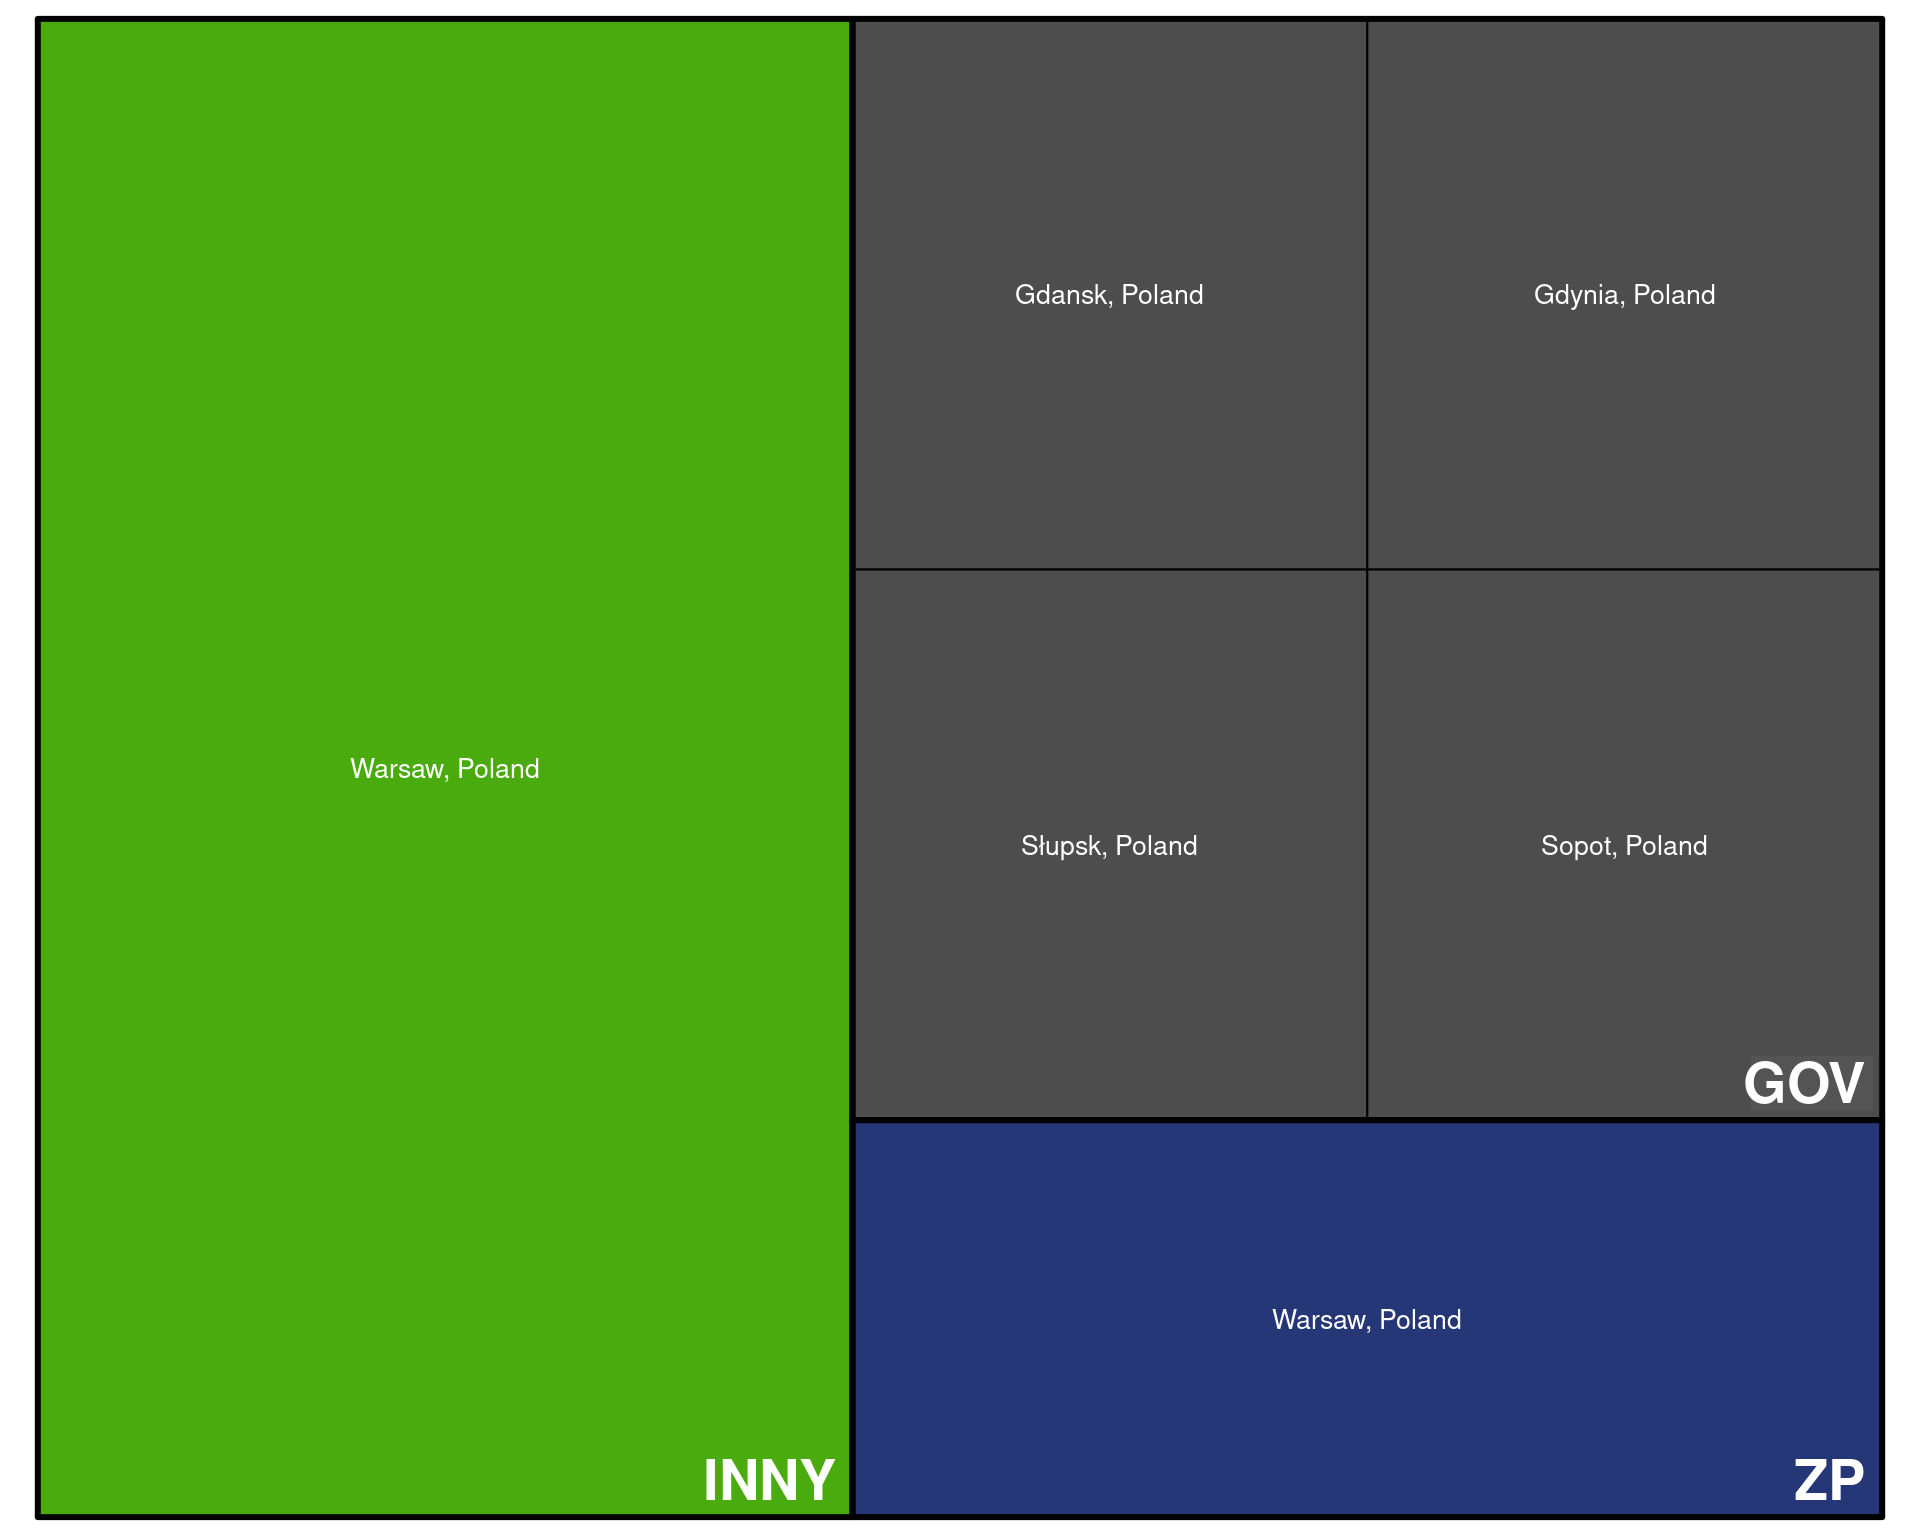 Warsaw, Poland
INNY
Gdansk, Poland
Gdynia, Poland
Słupsk, Poland
Sopot, Poland
GOV
Warsaw, Poland
ZP